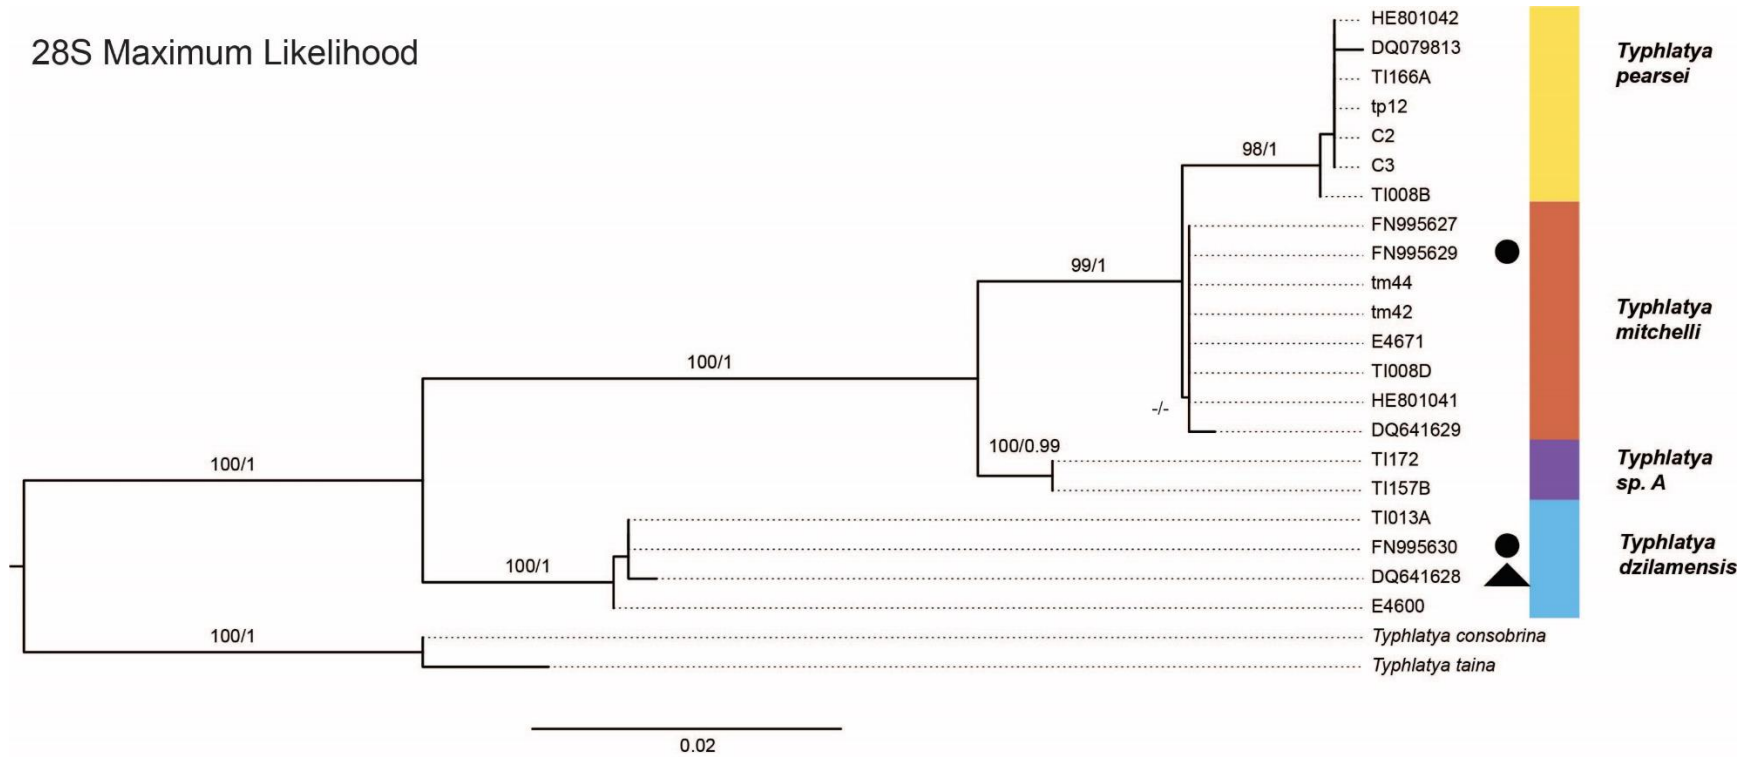 28S Maximum Likelihood
HE801042
DQ079813
TI166A
tp12
C2
C3
TI008B
FN995627
FN995629
tm44
tm42
E4671
TI008D
HE801041
DQ641629
TI172
TI157B
TI013A
FN995630
DQ641628
E4600
Typhlatya consobrina
Typhlatya taina
98/1
99/1
100/1
-/-
100/0.99
100/1
100/1
100/1
Typhlatya
pearsei
Typhlatya
mitchelli
Typhlatya
sp. A
Typhlatya
dzilamensis
0.02